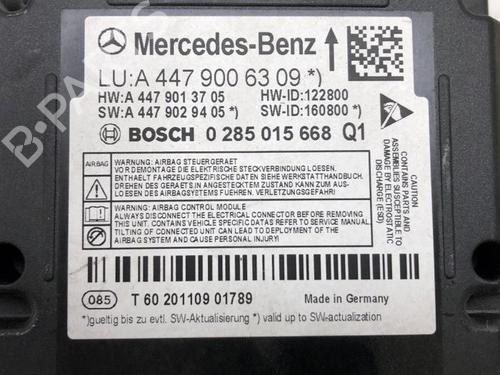 Mercedes-Benz
LU:A 447 900 63 09 *)
HW:A 447 901 37 05 HW-ID:122800
SW:A 447 902 94 05 *) SW-ID:160800 *)
BOSCH 0 285 015 668 Q1
AIRBAG
WARNUNG: AIRBAG STEUERGERAET
VOR DEMONTAGE DIE ELEKTRISCHE STECKVERBINDUNG LOESEN.
ENTHAELT FAHRZEUGSPEZIFISCHE DATEN SIEHE WERKSTATTHANDBUCH.
DREHEN DES GERAETS IN ANGESTECKTEM ZUSTAND KANN ZUM AUS-
LOESEN DES AIRBAGSYSTEMS FUEHREN. VERLETZUNGSGEFAHR!
WARNING: AIRBAG CONTROL MODULE
ALWAYS DISCONNECT THE ELECTRICAL CONNECTOR BEFORE REMOVING
THIS UNIT. CONTAINS VEHICLE SPECIFIC DATA REFER TO SERVICE MANUAL.
TILTING OF CONNECTED UNIT CAN LEAD TO DEPLOYMENT OF THE
AIRBAG SYSTEM AND CAUSE PERSONAL INJURY!
CAUTION
CONTAINS PARTS AND
ASSEMBLIES SUSCEPTIBLE TO
DAMAGE BY ELECTROSTATIC
DISCHARGE (ESD)
085 T 60 201109 01789 Made in Germany
*)gueltig bis zu evtl. SW-Aktualisierung *) valid up to SW-actualization